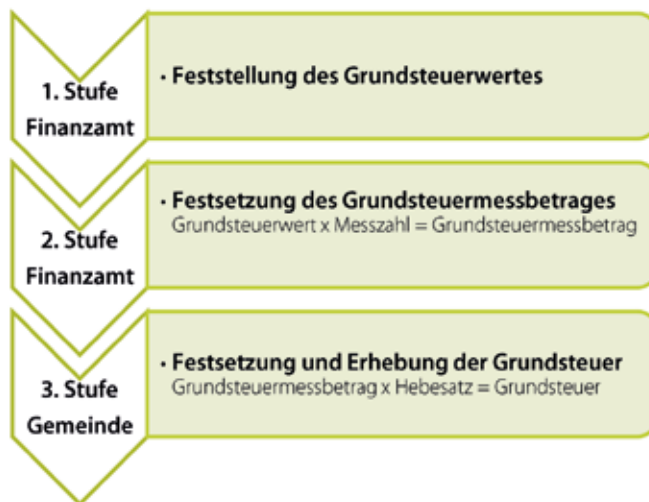 1. Stufe
Finanzamt
· Feststellung des Grundsteuerwertes
2. Stufe
Finanzamt
· Festsetzung des Grundsteuermessbetrages
Grundsteuerwert x Messzahl = Grundsteuermessbetrag
3. Stufe
Gemeinde
· Festsetzung und Erhebung der Grundsteuer
Grundsteuermessbetrag x Hebesatz = Grundsteuer